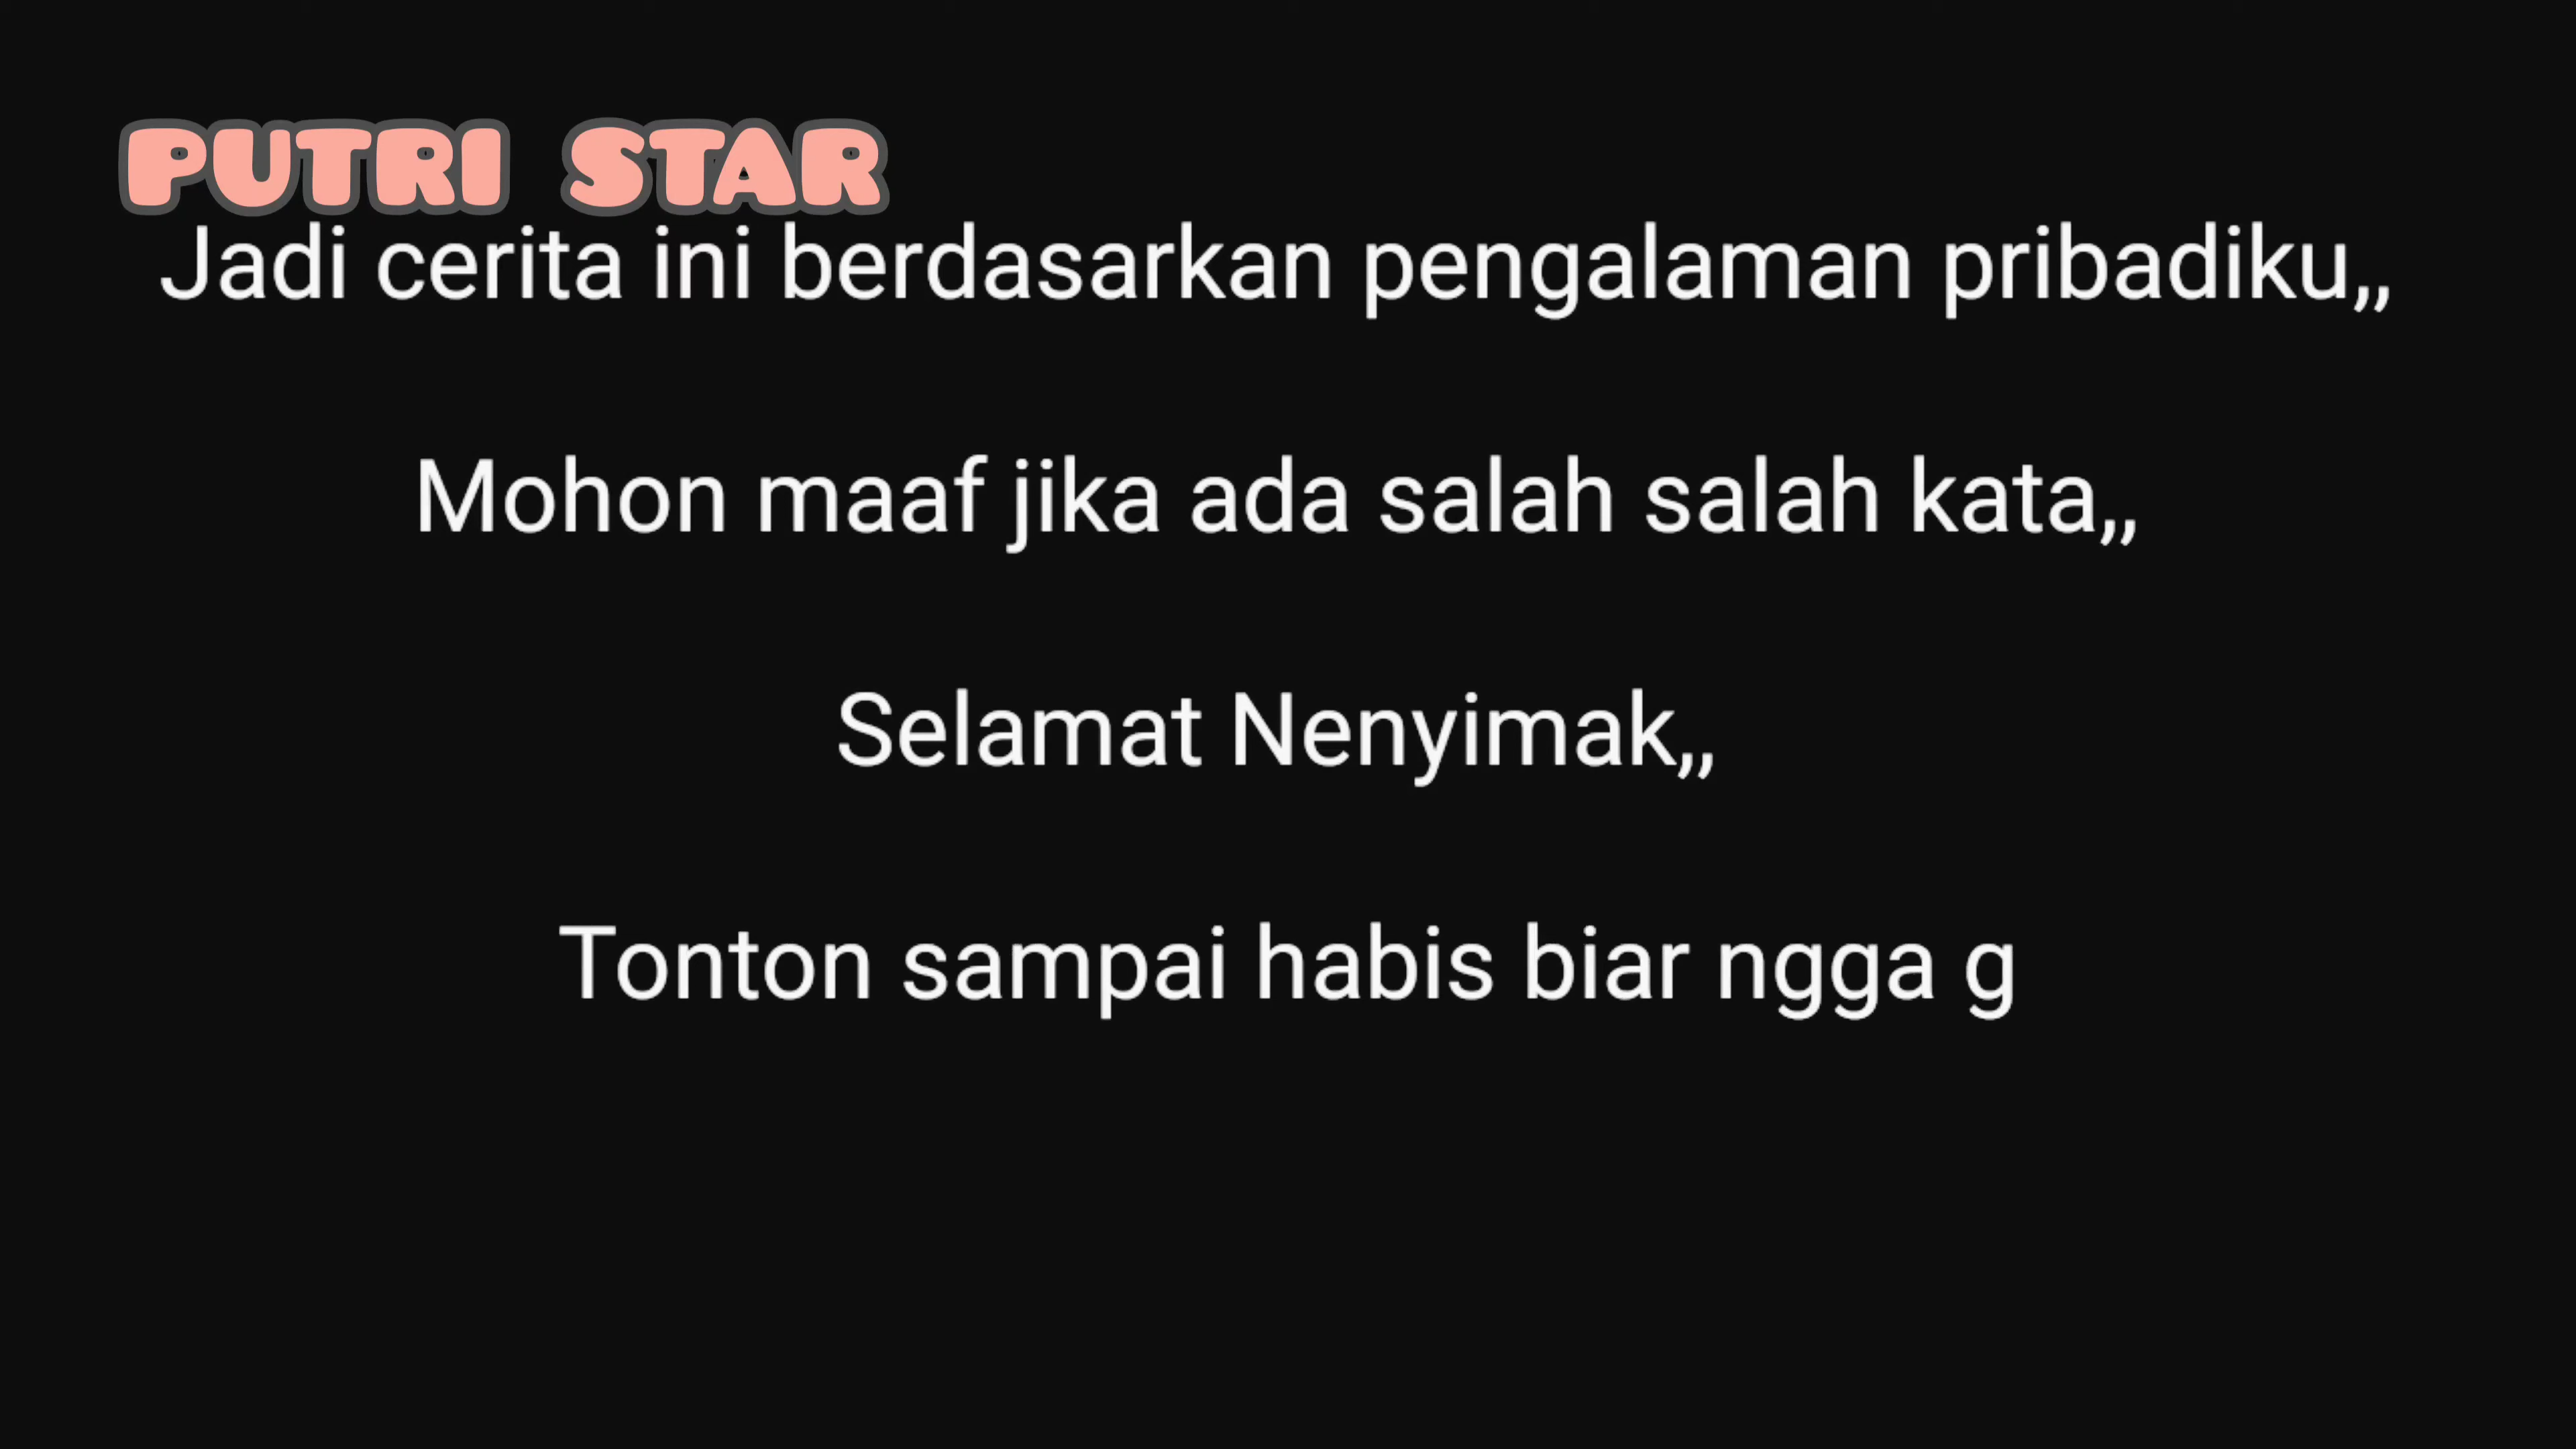 PUTRI STAR
Jadi cerita ini berdasarkan pengalaman pribadiku,,
Mohon maaf jika ada salah salah kata,,
Selamat Nenyimak,,
Tonton sampai habis biar ngga g